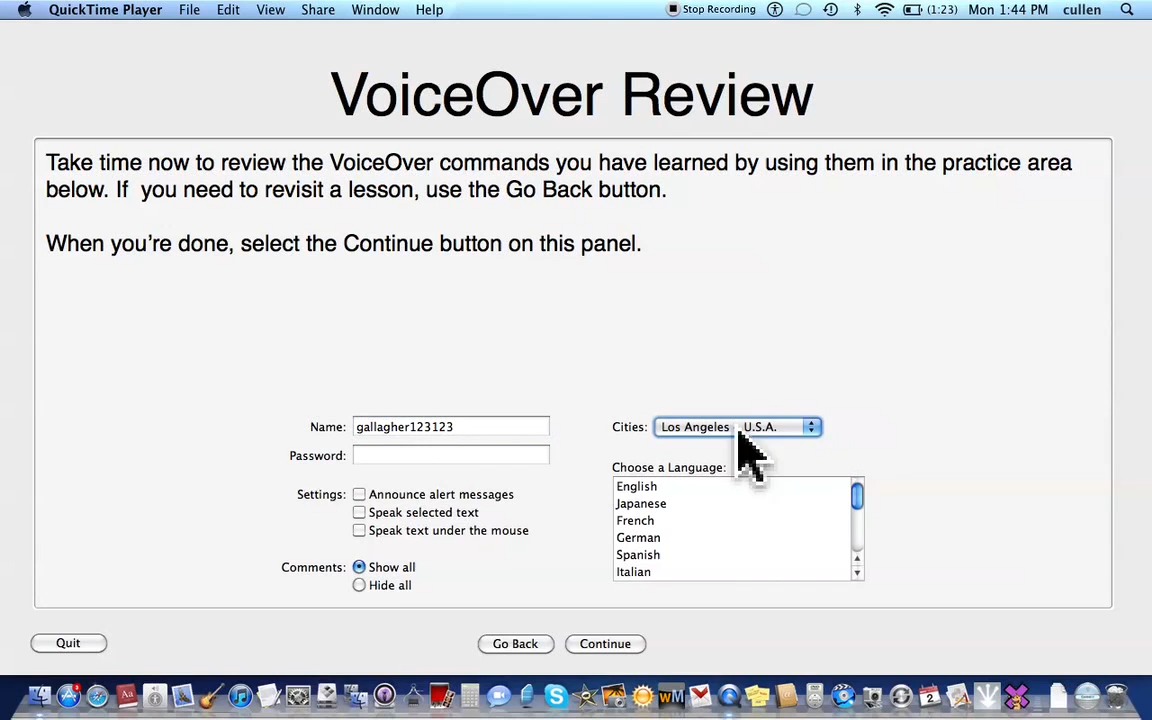 QuickTime Player File Edit View Share Window Help Stop Recording (1:23) Mon 1:44 PM cullen
VoiceOver Review
Take time now to review the VoiceOver commands you have learned by using them in the practice area
below. If you need to revisit a lesson, use the Go Back button.
When you're done, select the Continue button on this panel.
Name: gallagher123123
Password:
Settings: Announce alert messages
Speak selected text
Speak text under the mouse
Comments: Show all
Hide all
Cities: Los Angeles U.S.A.
Choose a Language:
English
Japanese
French
German
Spanish
Italian
Quit Go Back Continue